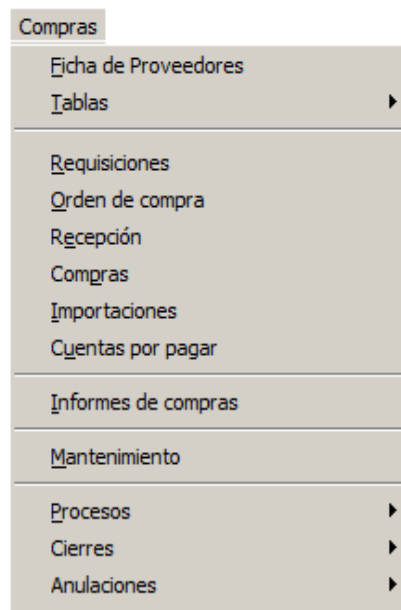 Compras
Ficha de Proveedores
Tablas
Requisiciones
Orden de compra
Recepción
Compras
Importaciones
Cuentas por pagar
Informes de compras
Mantenimiento
Procesos
Cierres
Anulaciones